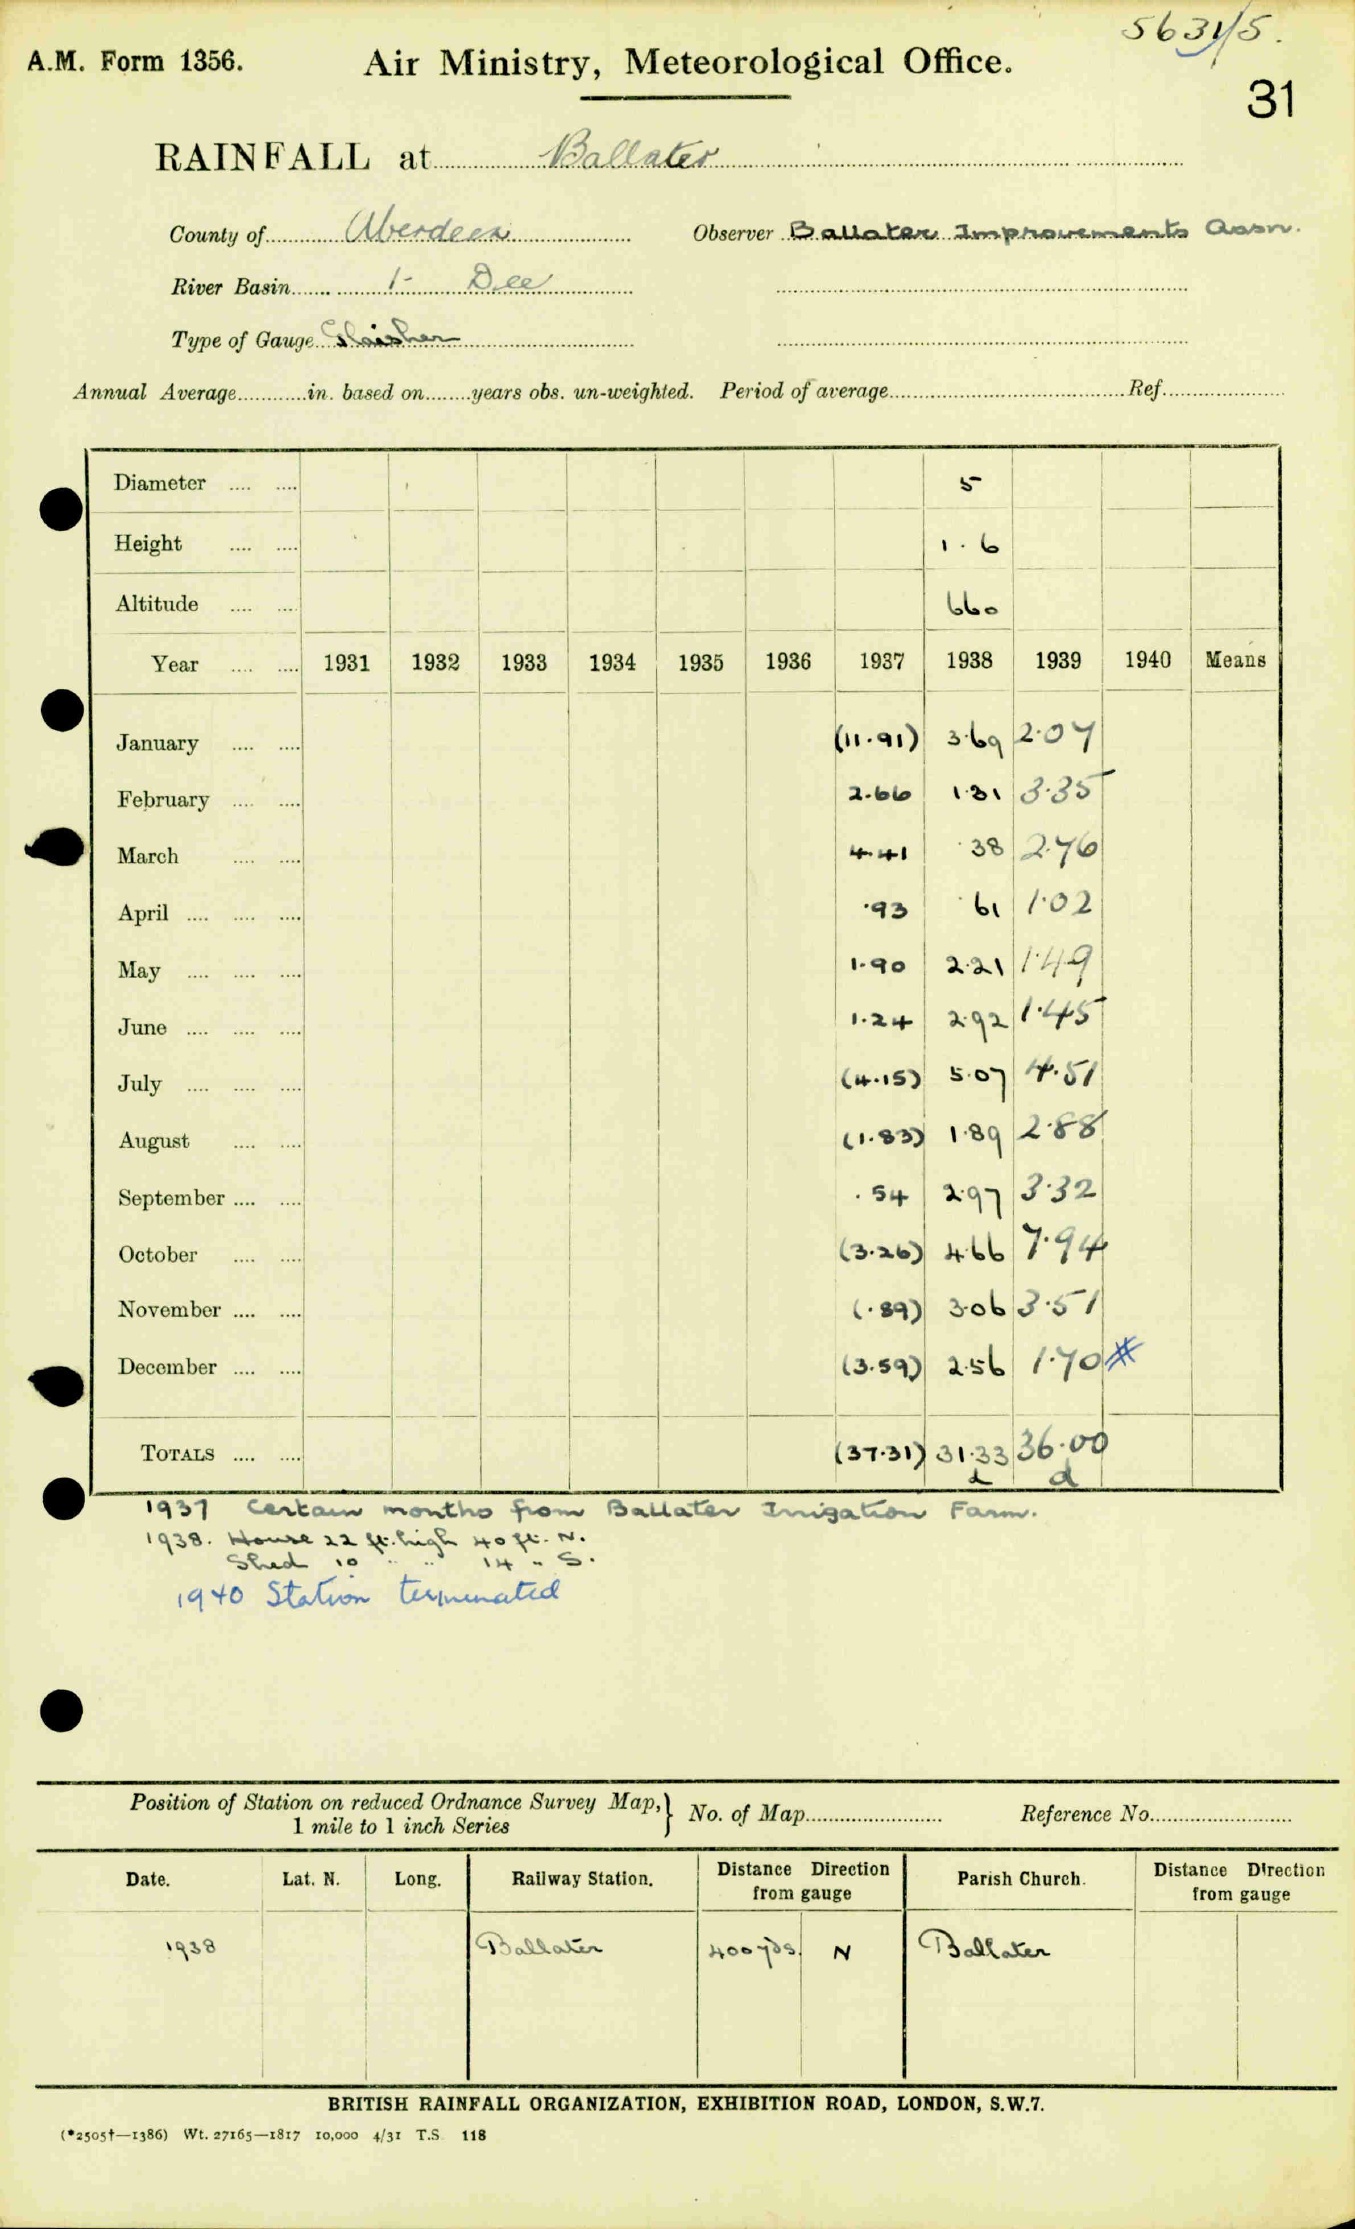 5631/5.
A.M. Form 1356. Air Ministry, Meteorological Office.
31
RAINFALL at Ballater
County of Aberdeen Observer Ballater Improvements Assn.
River Basin 1- Dee
Type of Gauge Glaisher
Annual Average in. based on years obs. un-weighted. Period of average Ref.
Diameter 5
Height 1.6
Altitude 660
Year 1931 1932 1933 1934 1935 1936 1937 1938 1939 1940 Means
January (11.91) 3.69 2.07
February 2.66 1.31 3.35
March 4.41 .38 2.76
April .93 .61 1.02
May 1.90 2.21 1.49
June 1.24 2.92 1.45
July (4.15) 5.07 4.51
August (1.83) 1.89 2.88
September .54 2.97 3.32
October (3.26) 4.66 7.94
November (.89) 3.06 3.51
December (3.59) 2.56 1.70 #
TOTALS (37.31) 31.33 36.00
d d
1937 Certain months from Ballater Irrigation Farm.
1938. House 22 ft. high 40 ft. N.
Shed 10 " " 14 " S.
1940 Station terminated
Position of Station on reduced Ordnance Survey Map, } No. of Map Reference No.
1 mile to 1 inch Series
Date. Lat. N. Long. Railway Station. Distance Direction from gauge Parish Church. Distance Direction from gauge
1938 Ballater 400 yds. N Ballater
BRITISH RAINFALL ORGANIZATION, EXHIBITION ROAD, LONDON, S.W.7.
(*2505†—1386) Wt. 27165—1817 10,000 4/31 T.S. 118